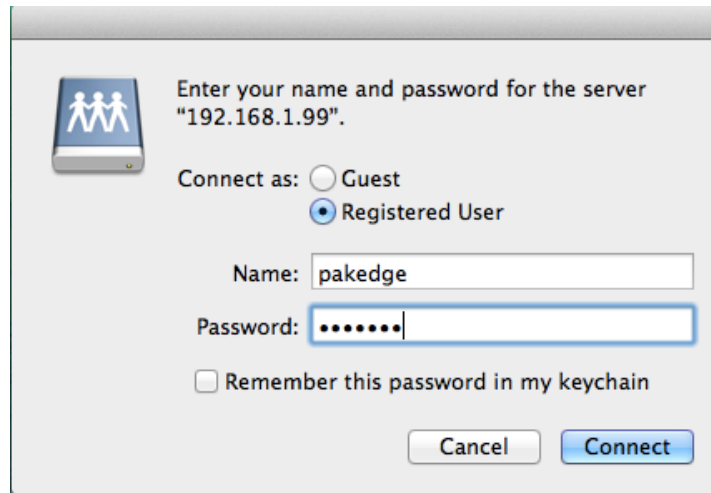 Enter your name and password for the server
“192.168.1.99”.
Connect as: Guest
Registered User
Name: pakedge
Password: •••••••
Remember this password in my keychain
Cancel Connect